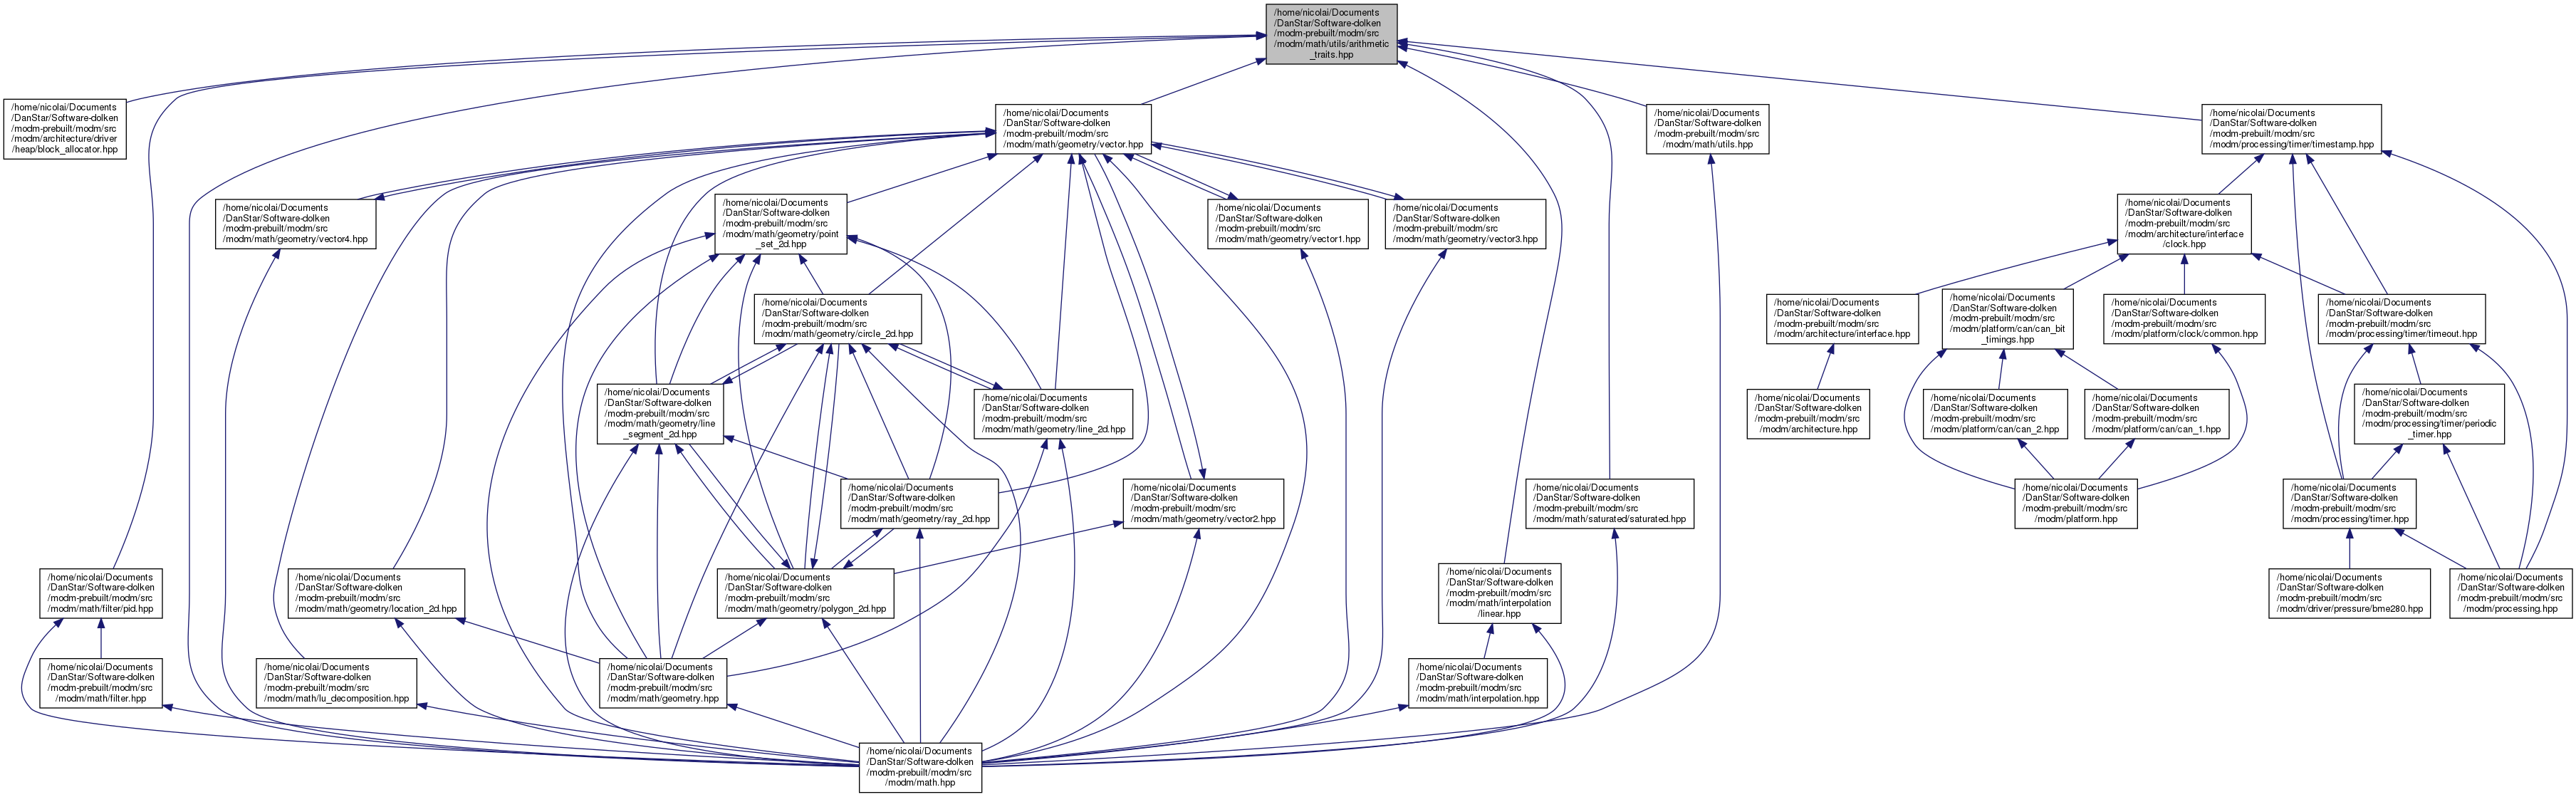 /home/nicolai/Documents
/DanStar/Software-dolken
/modm-prebuilt/modm/src
/modm/math/utils/arithmetic
_traits.hpp
/home/nicolai/Documents
/DanStar/Software-dolken
/modm-prebuilt/modm/src
/modm/architecture/driver
/heap/block_allocator.hpp
/home/nicolai/Documents
/DanStar/Software-dolken
/modm-prebuilt/modm/src
/modm/math/geometry/vector.hpp
/home/nicolai/Documents
/DanStar/Software-dolken
/modm-prebuilt/modm/src
/modm/math/utils.hpp
/home/nicolai/Documents
/DanStar/Software-dolken
/modm-prebuilt/modm/src
/modm/processing/timer/timestamp.hpp
/home/nicolai/Documents
/DanStar/Software-dolken
/modm-prebuilt/modm/src
/modm/math/geometry/vector4.hpp
/home/nicolai/Documents
/DanStar/Software-dolken
/modm-prebuilt/modm/src
/modm/math/geometry/point
_set_2d.hpp
/home/nicolai/Documents
/DanStar/Software-dolken
/modm-prebuilt/modm/src
/modm/math/geometry/vector1.hpp
/home/nicolai/Documents
/DanStar/Software-dolken
/modm-prebuilt/modm/src
/modm/math/geometry/vector3.hpp
/home/nicolai/Documents
/DanStar/Software-dolken
/modm-prebuilt/modm/src
/modm/architecture/interface
/clock.hpp
/home/nicolai/Documents
/DanStar/Software-dolken
/modm-prebuilt/modm/src
/modm/math/geometry/circle_2d.hpp
/home/nicolai/Documents
/DanStar/Software-dolken
/modm-prebuilt/modm/src
/modm/architecture/interface.hpp
/home/nicolai/Documents
/DanStar/Software-dolken
/modm-prebuilt/modm/src
/modm/platform/can/can_bit
_timings.hpp
/home/nicolai/Documents
/DanStar/Software-dolken
/modm-prebuilt/modm/src
/modm/platform/clock/common.hpp
/home/nicolai/Documents
/DanStar/Software-dolken
/modm-prebuilt/modm/src
/modm/processing/timer/timeout.hpp
/home/nicolai/Documents
/DanStar/Software-dolken
/modm-prebuilt/modm/src
/modm/math/geometry/line
_segment_2d.hpp
/home/nicolai/Documents
/DanStar/Software-dolken
/modm-prebuilt/modm/src
/modm/math/geometry/line_2d.hpp
/home/nicolai/Documents
/DanStar/Software-dolken
/modm-prebuilt/modm/src
/modm/architecture.hpp
/home/nicolai/Documents
/DanStar/Software-dolken
/modm-prebuilt/modm/src
/modm/platform/can/can_2.hpp
/home/nicolai/Documents
/DanStar/Software-dolken
/modm-prebuilt/modm/src
/modm/platform/can/can_1.hpp
/home/nicolai/Documents
/DanStar/Software-dolken
/modm-prebuilt/modm/src
/modm/processing/timer/periodic
_timer.hpp
/home/nicolai/Documents
/DanStar/Software-dolken
/modm-prebuilt/modm/src
/modm/math/geometry/ray_2d.hpp
/home/nicolai/Documents
/DanStar/Software-dolken
/modm-prebuilt/modm/src
/modm/math/geometry/vector2.hpp
/home/nicolai/Documents
/DanStar/Software-dolken
/modm-prebuilt/modm/src
/modm/math/saturated/saturated.hpp
/home/nicolai/Documents
/DanStar/Software-dolken
/modm-prebuilt/modm/src
/modm/platform.hpp
/home/nicolai/Documents
/DanStar/Software-dolken
/modm-prebuilt/modm/src
/modm/processing/timer.hpp
/home/nicolai/Documents
/DanStar/Software-dolken
/modm-prebuilt/modm/src
/modm/math/filter/pid.hpp
/home/nicolai/Documents
/DanStar/Software-dolken
/modm-prebuilt/modm/src
/modm/math/geometry/location_2d.hpp
/home/nicolai/Documents
/DanStar/Software-dolken
/modm-prebuilt/modm/src
/modm/math/geometry/polygon_2d.hpp
/home/nicolai/Documents
/DanStar/Software-dolken
/modm-prebuilt/modm/src
/modm/math/interpolation
/linear.hpp
/home/nicolai/Documents
/DanStar/Software-dolken
/modm-prebuilt/modm/src
/modm/driver/pressure/bme280.hpp
/home/nicolai/Documents
/DanStar/Software-dolken
/modm-prebuilt/modm/src
/modm/processing.hpp
/home/nicolai/Documents
/DanStar/Software-dolken
/modm-prebuilt/modm/src
/modm/math/filter.hpp
/home/nicolai/Documents
/DanStar/Software-dolken
/modm-prebuilt/modm/src
/modm/math/lu_decomposition.hpp
/home/nicolai/Documents
/DanStar/Software-dolken
/modm-prebuilt/modm/src
/modm/math/geometry.hpp
/home/nicolai/Documents
/DanStar/Software-dolken
/modm-prebuilt/modm/src
/modm/math/interpolation.hpp
/home/nicolai/Documents
/DanStar/Software-dolken
/modm-prebuilt/modm/src
/modm/math.hpp